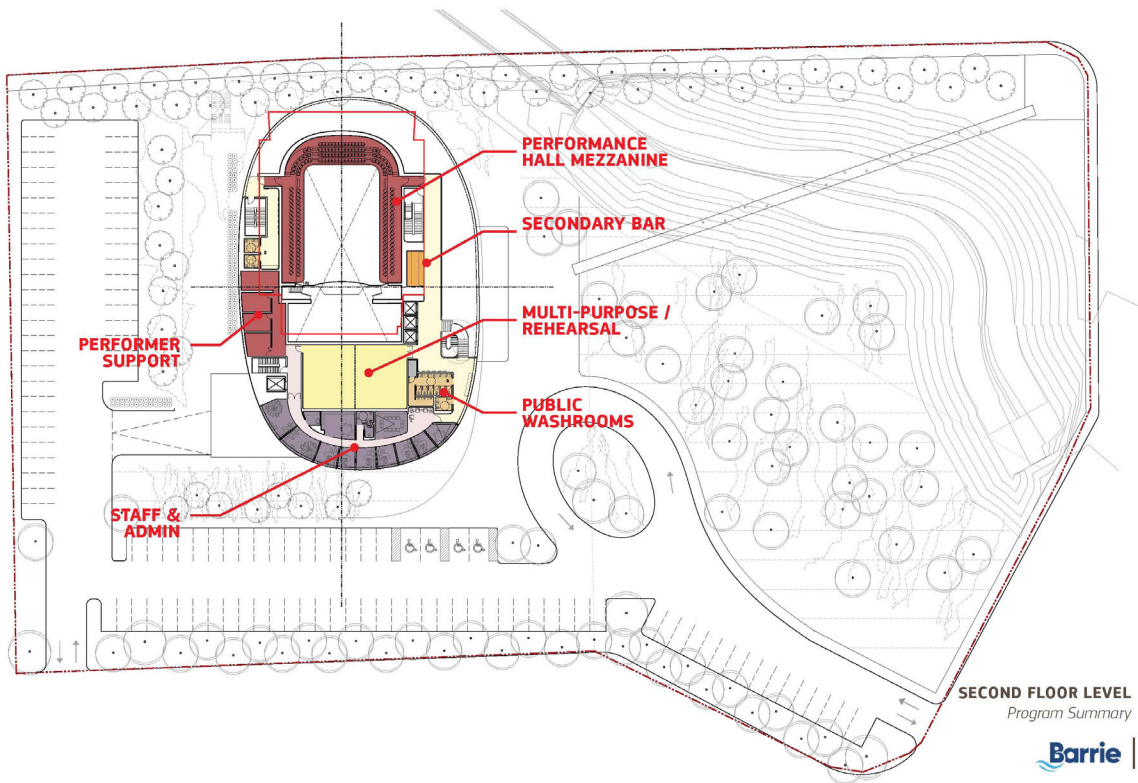 PERFORMANCE
HALL MEZZANINE
SECONDARY BAR
MULTI-PURPOSE /
REHEARSAL
PERFORMER
SUPPORT
PUBLIC
WASHROOMS
STAFF &
ADMIN
SECOND FLOOR LEVEL
Program Summary
Barrie